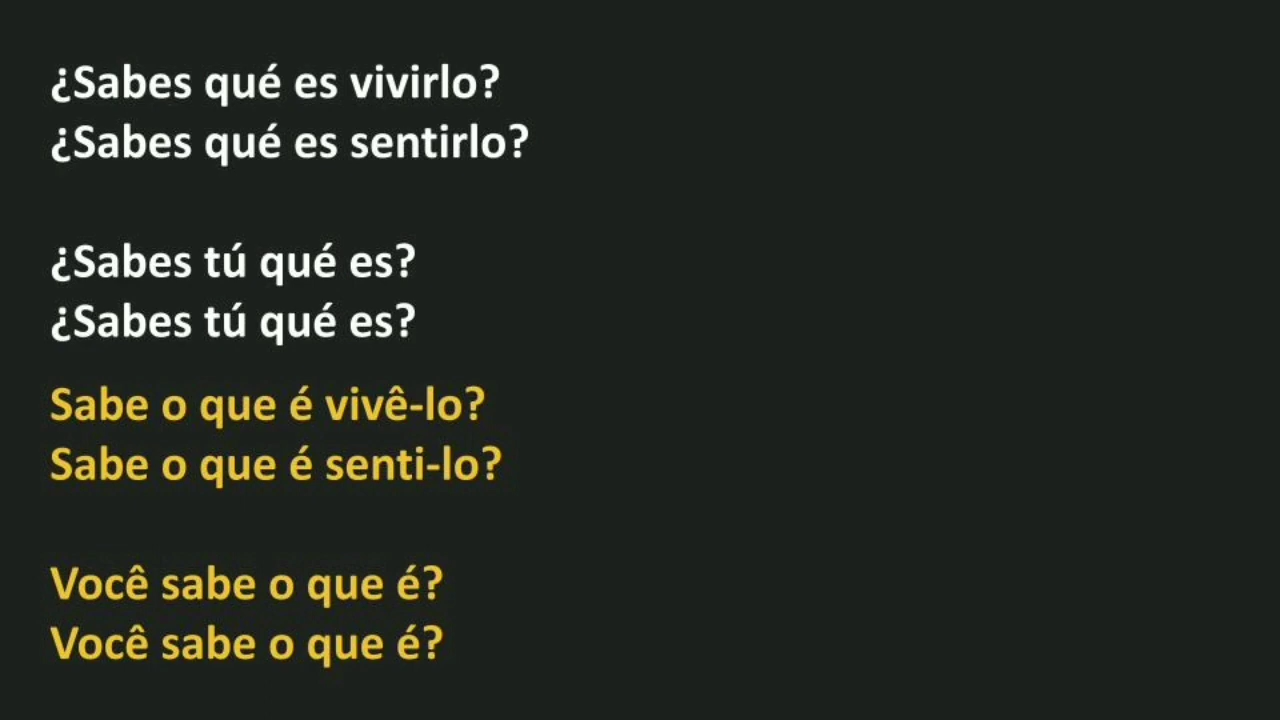 ¿Sabes qué es vivirlo?
¿Sabes qué es sentirlo?
¿Sabes tú qué es?
¿Sabes tú qué es?
Sabe o que é vivê-lo?
Sabe o que é senti-lo?
Você sabe o que é?
Você sabe o que é?